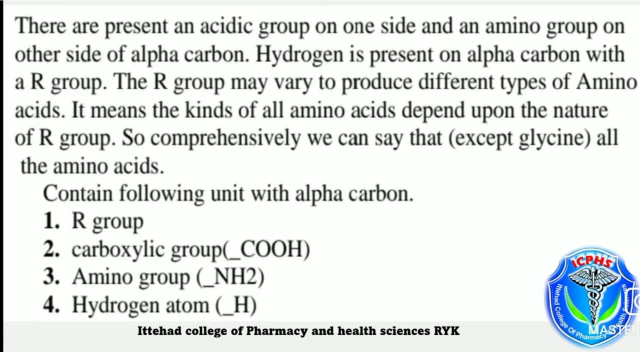 There are present an acidic group on one side and an amino group on
other side of alpha carbon. Hydrogen is present on alpha carbon with
a R group. The R group may vary to produce different types of Amino
acids. It means the kinds of all amino acids depend upon the nature
of R group. So comprehensively we can say that (except glycine) all
the amino acids.
Contain following unit with alpha carbon.
1. R group
2. carboxylic group(_COOH)
3. Amino group (_NH2)
4. Hydrogen atom (_H)
ICPHS
Ittehad College Of Pharmacy
MASTER
Ittehad college of Pharmacy and health sciences RYK